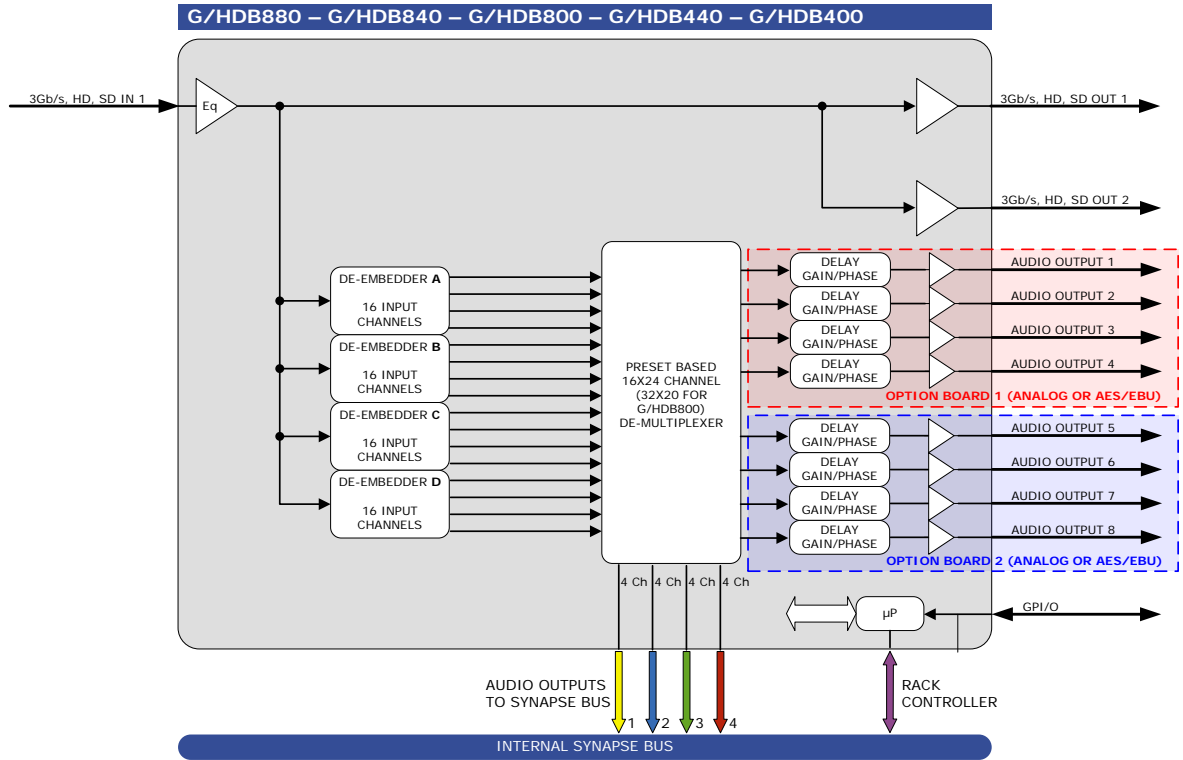 G/HDB880 – G/HDB840 – G/HDB800 – G/HDB440 – G/HDB400
3Gb/s, HD, SD IN 1
Eq
3Gb/s, HD, SD OUT 1
3Gb/s, HD, SD OUT 2
DE-EMBEDDER A
16 INPUT
CHANNELS
DE-EMBEDDER B
16 INPUT
CHANNELS
DE-EMBEDDER C
16 INPUT
CHANNELS
DE-EMBEDDER D
16 INPUT
CHANNELS
PRESET BASED
16X24 CHANNEL
(32X20 FOR
G/HDB800)
DE-MULTIPLEXER
DELAY
GAIN/PHASE
AUDIO OUTPUT 1
DELAY
GAIN/PHASE
AUDIO OUTPUT 2
DELAY
GAIN/PHASE
AUDIO OUTPUT 3
DELAY
GAIN/PHASE
AUDIO OUTPUT 4
OPTION BOARD 1 (ANALOG OR AES/EBU)
DELAY
GAIN/PHASE
AUDIO OUTPUT 5
DELAY
GAIN/PHASE
AUDIO OUTPUT 6
DELAY
GAIN/PHASE
AUDIO OUTPUT 7
DELAY
GAIN/PHASE
AUDIO OUTPUT 8
OPTION BOARD 2 (ANALOG OR AES/EBU)
4 Ch 4 Ch 4 Ch 4 Ch
µP
GPI/O
AUDIO OUTPUTS
TO SYNAPSE BUS
1 2 3 4
RACK
CONTROLLER
INTERNAL SYNAPSE BUS